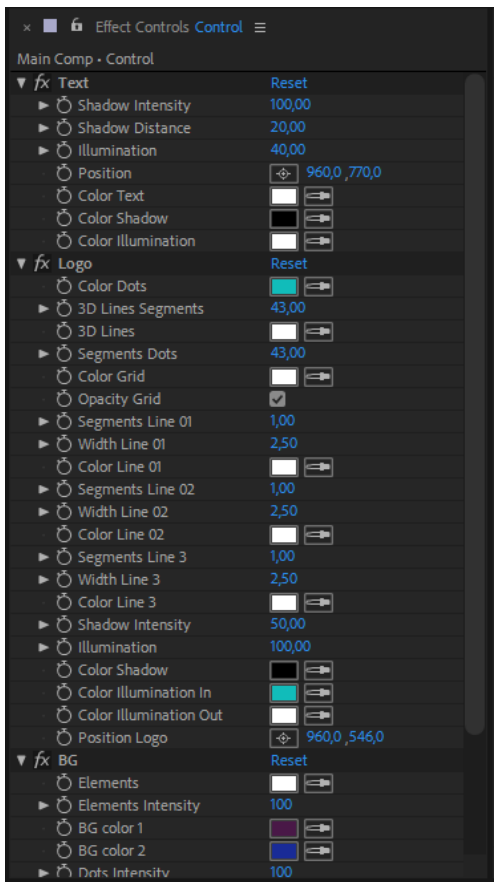 × Effect Controls Control ≡
Main Comp • Control
fx Text Reset
Shadow Intensity 100,00
Shadow Distance 20,00
Illumination 40,00
Position 960,0 ,770,0
Color Text
Color Shadow
Color Illumination
fx Logo Reset
Color Dots
3D Lines Segments 43,00
3D Lines
Segments Dots 43,00
Color Grid
Opacity Grid
Segments Line 01 1,00
Width Line 01 2,50
Color Line 01
Segments Line 02 1,00
Width Line 02 2,50
Color Line 02
Segments Line 3 1,00
Width Line 3 2,50
Color Line 3
Shadow Intensity 50,00
Illumination 100,00
Color Shadow
Color Illumination In
Color Illumination Out
Position Logo 960,0 ,546,0
fx BG Reset
Elements
Elements Intensity 100
BG color 1
BG color 2
Dots Intensity 100